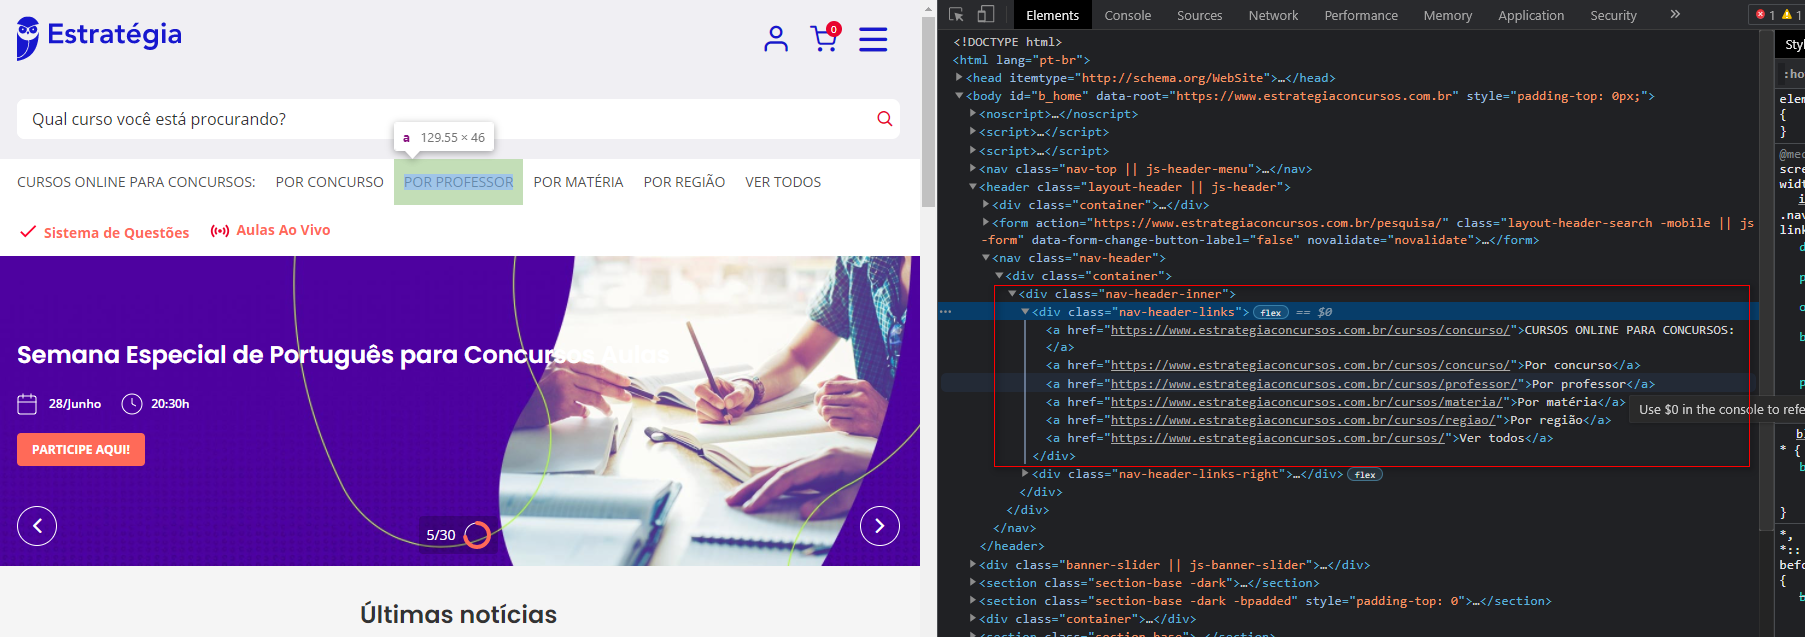 Estratégia
0
Qual curso você está procurando?
a 129.55 × 46
CURSOS ONLINE PARA CONCURSOS: POR CONCURSO POR PROFESSOR POR MATÉRIA POR REGIÃO VER TODOS
Sistema de Questões Aulas Ao Vivo
Semana Especial de Português para Concursos Aulas
28/Junho 20:30h
PARTICIPE AQUI!
5/30
Últimas notícias
Elements Console Sources Network Performance Memory Application Security » 1 1
<!DOCTYPE html>
<html lang="pt-br">
<head itemtype="http://schema.org/WebSite">…</head>
<body id="b_home" data-root="https://www.estrategiaconcursos.com.br" style="padding-top: 0px;">
<noscript>…</noscript>
<script>…</script>
<script>…</script>
<nav class="nav-top || js-header-menu">…</nav>
<header class="layout-header || js-header">
<div class="container">…</div>
<form action="https://www.estrategiaconcursos.com.br/pesquisa/" class="layout-header-search -mobile || js
-form" data-form-change-button-label="false" novalidate="novalidate">…</form>
<nav class="nav-header">
<div class="container">
<div class="nav-header-inner">
<div class="nav-header-links"> flex == $0
<a href="https://www.estrategiaconcursos.com.br/cursos/concurso/">CURSOS ONLINE PARA CONCURSOS:
</a>
<a href="https://www.estrategiaconcursos.com.br/cursos/concurso/">Por concurso</a>
<a href="https://www.estrategiaconcursos.com.br/cursos/professor/">Por professor</a>
<a href="https://www.estrategiaconcursos.com.br/cursos/materia/">Por matéria</a>
Use $0 in the console to refe
<a href="https://www.estrategiaconcursos.com.br/cursos/regiao/">Por região</a>
<a href="https://www.estrategiaconcursos.com.br/cursos/">Ver todos</a>
</div>
<div class="nav-header-links-right">…</div> flex
</div>
</div>
</nav>
</header>
<div class="banner-slider || js-banner-slider">…</div>
<section class="section-base -dark">…</section>
<section class="section-base -dark -bpadded" style="padding-top: 0">…</section>
<div class="container">…</div>
Styl
:ho
elem
{
}
@med
scre
widt
.nav
link
* {
}
*,
*::
befo
{